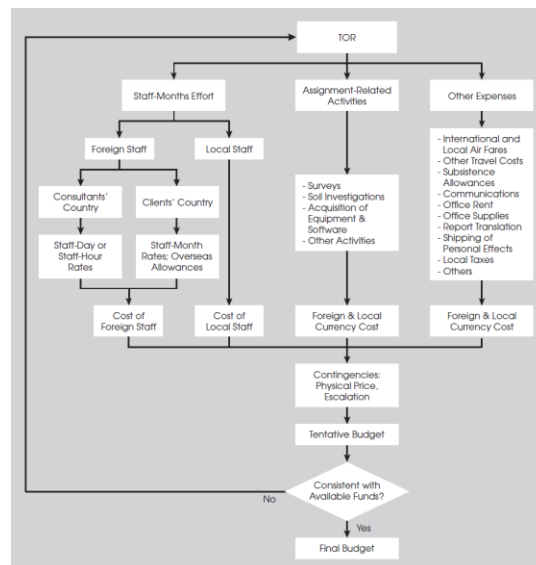 TOR
Staff-Months Effort
Assignment-Related
Activities
Other Expenses
Foreign Staff
Local Staff
- International and
Local Air Fares
- Other Travel Costs
- Subsistence
Allowances
- Communications
- Office Rent
- Office Supplies
- Report Translation
- Shipping of
Personal Effects
- Local Taxes
- Others
Consultants'
Country
Clients' Country
- Surveys
- Soil Investigations
- Acquisition of
Equipment &
Software
- Other Activities
Staff-Day or
Staff-Hour
Rates
Staff-Month
Rates; Overseas
Allowances
Cost of
Foreign Staff
Cost of
Local Staff
Foreign & Local
Currency Cost
Foreign & Local
Currency Cost
Contingencies:
Physical Price,
Escalation
Tentative Budget
Consistent with
Available Funds?
No
Yes
Final Budget